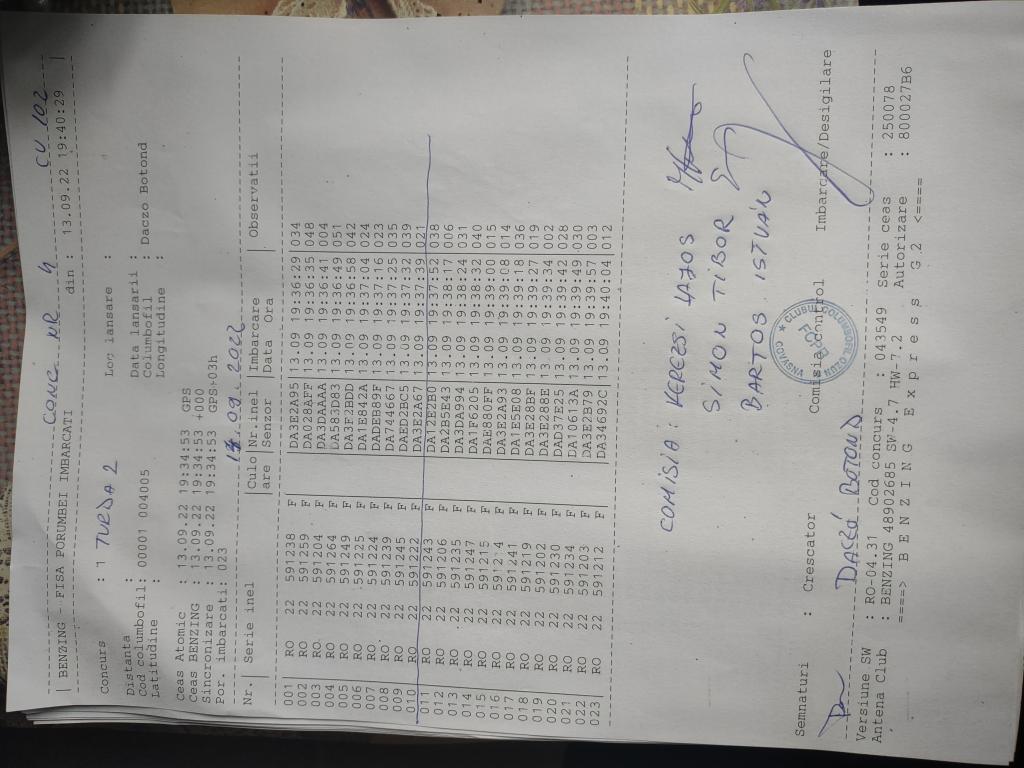 CONC NR 4 CU 102
BENZING FISA PORUMBEI IMBARCATI din : 13.09.22 19:40:29
Concurs : 1 TURDA 2 Loc lansare :
Distanta : Data lansarii :
Cod columbofil: 00001 004005 Columbofil : Daczo Botond
Latitudine : Longitudine :
Ceas Atomic : 13.09.22 19:34:53 GPS
Ceas BENZING : 13.09.22 19:34:53 +000
Sincronizare : 13.09.22 19:34:53 GPS+03h
Por. imbarcati: 023
09.2022
Nr.| Serie inel |Culo|Nr.inel |Imbarcare | Observatii
|are |Senzor |Data Ora |
001 RO 22 591238 F DA3E2A95 13.09 19:36:29 034
002 RO 22 591259 F DA028AFF 13.09 19:36:35 048
003 RO 22 591204 F DA3DAAAA 13.09 19:36:41 004
004 RO 22 591264 F DA583D83 13.09 19:36:49 051
005 RO 22 591249 F DA3F2BDD 13.09 19:36:58 042
006 RO 22 591225 F DA1E842A 13.09 19:37:04 024
007 RO 22 591224 F DADEB89F 13.09 19:37:16 023
008 RO 22 591239 F DA744667 13.09 19:37:25 035
009 RO 22 591245 F DAED2BC5 13.09 19:37:32 039
010 RO 22 591222 F DA3E2A67 13.09 19:37:39 021
011 RO 22 591243 F DA12E2B0 13.09 19:37:52 038
012 RO 22 591206 F DA2B5E43 13.09 19:38:17 006
013 RO 22 591235 F DA3DA994 13.09 19:38:24 031
014 RO 22 591247 F DA1F6205 13.09 19:38:32 040
015 RO 22 591215 F DAE880FF 13.09 19:39:00 015
016 RO 22 591214 F DA3E2A93 13.09 19:39:08 014
017 RO 22 591241 F DA1E5E08 13.09 19:39:18 036
018 RO 22 591219 F DA3E28BF 13.09 19:39:27 019
019 RO 22 591202 F DA3E288E 13.09 19:39:34 002
020 RO 22 591230 F DAD37E25 13.09 19:39:42 028
021 RO 22 591234 F DA10613A 13.09 19:39:49 030
022 RO 22 591203 F DA3E2B79 13.09 19:39:57 003
023 RO 22 591212 F DA34692C 13.09 19:40:04 012
COMISIA: VERESI LAJOS
SIMON TIBOR
BARTOS ISTVÁN
CLUBUL COLUMBOFIL COVASNA
FCPR
Semnaturi : Crescator Comisia control Imbarcare/Desigilare
DACZÓ BOTOND
Versiune SW : RO-04.31 Cod concurs : 043549 Serie ceas : 250078
Antena Club : BENZING 48902685 SW-4.7 HW-7.2 Autorizare : 800027B6
====> B E N Z I N G E x p r e s s G 2 <====